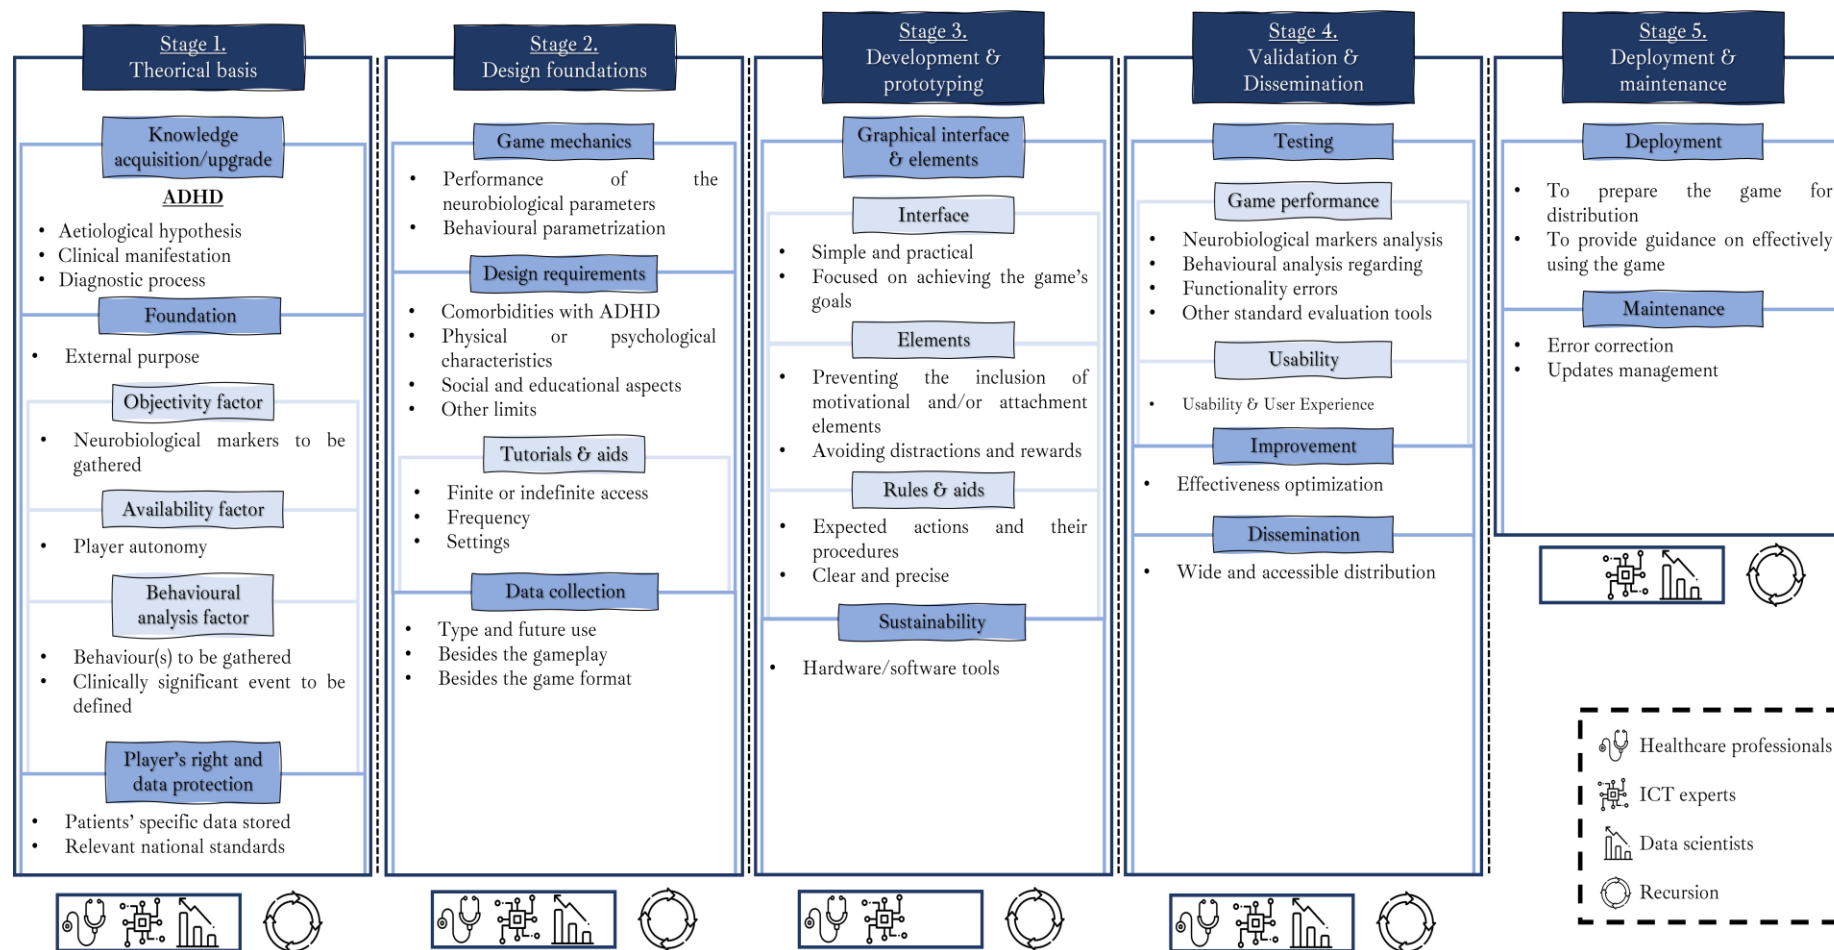 Stage 1.
Theorical basis
Knowledge
acquisition/upgrade
ADHD
• Aetiological hypothesis
• Clinical manifestation
• Diagnostic process
Foundation
• External purpose
Objectivity factor
• Neurobiological markers to be
gathered
Availability factor
• Player autonomy
Behavioural
analysis factor
• Behaviour(s) to be gathered
• Clinically significant event to be
defined
Player's right and
data protection
• Patients' specific data stored
• Relevant national standards
Stage 2.
Design foundations
Game mechanics
• Performance of the
neurobiological parameters
• Behavioural parametrization
Design requirements
• Comorbidities with ADHD
• Physical or psychological
characteristics
• Social and educational aspects
• Other limits
Tutorials & aids
• Finite or indefinite access
• Frequency
• Settings
Data collection
• Type and future use
• Besides the gameplay
• Besides the game format
Stage 3.
Development &
prototyping
Graphical interface
& elements
Interface
• Simple and practical
• Focused on achieving the game's
goals
Elements
• Preventing the inclusion of
motivational and/or attachment
elements
• Avoiding distractions and rewards
Rules & aids
• Expected actions and their
procedures
• Clear and precise
Sustainability
• Hardware/software tools
Stage 4.
Validation &
Dissemination
Testing
Game performance
• Neurobiological markers analysis
• Behavioural analysis regarding
• Functionality errors
• Other standard evaluation tools
Usability
• Usability & User Experience
Improvement
• Effectiveness optimization
Dissemination
• Wide and accessible distribution
Stage 5.
Deployment &
maintenance
Deployment
• To prepare the game for
distribution
• To provide guidance on effectively
using the game
Maintenance
• Error correction
• Updates management
Healthcare professionals
ICT experts
Data scientists
Recursion